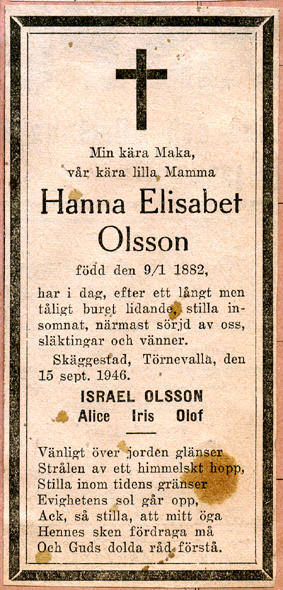 Min kära Maka,
vår kära lilla Mamma
Hanna Elisabet
Olsson
född den 9/1 1882,
har i dag, efter ett långt men
tåligt buret lidande, stilla in-
somnat, närmast sörjd av oss,
släktingar och vänner.
Skäggestad, Törnevalla, den
15 sept. 1946.
ISRAEL OLSSON
Alice Iris Olof
Vänligt över jorden glänser
Strålen av ett himmelskt hopp,
Stilla inom tidens gränser
Evighetens sol går opp,
Ack, så stilla, att mitt öga
Hennes sken fördraga må
Och Guds dolda råd förstå.